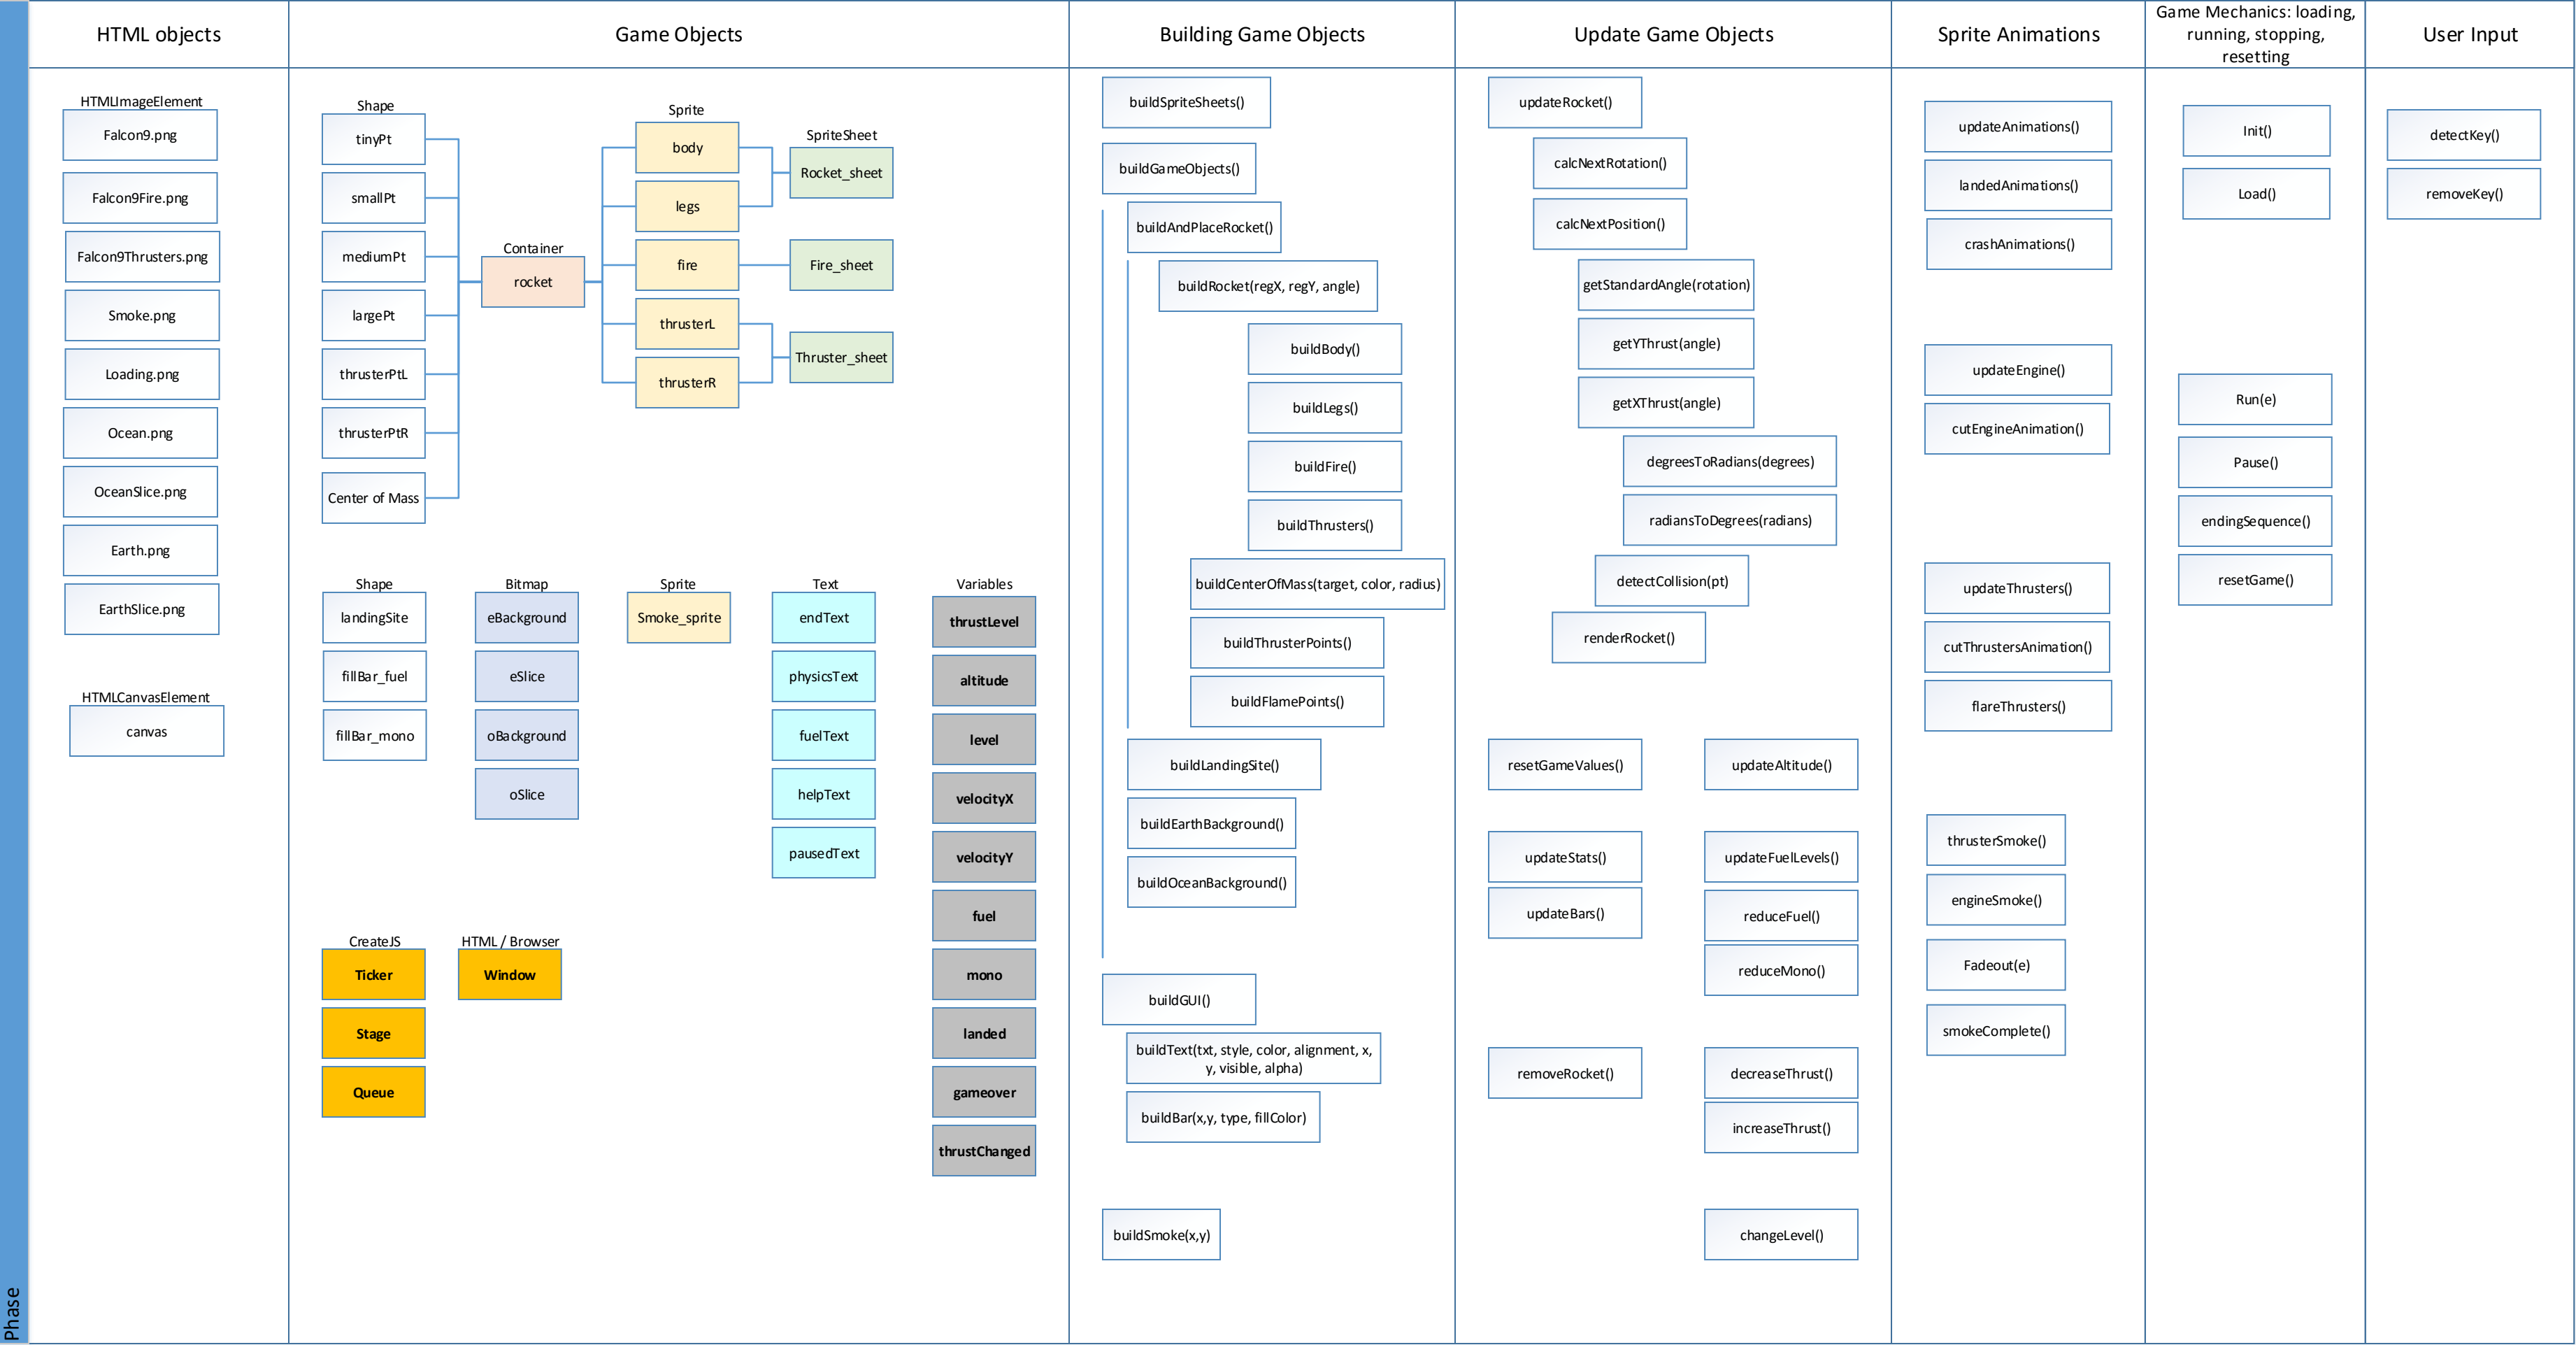 HTML objects
Game Objects
Building Game Objects
Update Game Objects
Sprite Animations
Game Mechanics: loading,
running, stopping,
resetting
User Input
Phase
HTMLImageElement
Falcon9.png
Falcon9Fire.png
Falcon9Thrusters.png
Smoke.png
Loading.png
Ocean.png
OceanSlice.png
Earth.png
EarthSlice.png
HTMLCanvasElement
canvas
Shape
tinyPt
smallPt
mediumPt
largePt
thrusterPtL
thrusterPtR
Center of Mass
Container
rocket
Sprite
body
legs
fire
thrusterL
thrusterR
SpriteSheet
Rocket_sheet
Fire_sheet
Thruster_sheet
Shape
landingSite
fillBar_fuel
fillBar_mono
Bitmap
eBackground
eSlice
oBackground
oSlice
Sprite
Smoke_sprite
Text
endText
physicsText
fuelText
helpText
pausedText
Variables
thrustLevel
altitude
level
velocityX
velocityY
fuel
mono
landed
gameover
thrustChanged
CreateJS
Ticker
Stage
Queue
HTML / Browser
Window
buildSpriteSheets()
buildGameObjects()
buildAndPlaceRocket()
buildRocket(regX, regY, angle)
buildBody()
buildLegs()
buildFire()
buildThrusters()
buildCenterOfMass(target, color, radius)
buildThrusterPoints()
buildFlamePoints()
buildLandingSite()
buildEarthBackground()
buildOceanBackground()
buildGUI()
buildText(txt, style, color, alignment, x,
y, visible, alpha)
buildBar(x,y, type, fillColor)
buildSmoke(x,y)
updateRocket()
calcNextRotation()
calcNextPosition()
getStandardAngle(rotation)
getYThrust(angle)
getXThrust(angle)
degreesToRadians(degrees)
radiansToDegrees(radians)
detectCollision(pt)
renderRocket()
resetGameValues()
updateAltitude()
updateStats()
updateFuelLevels()
updateBars()
reduceFuel()
reduceMono()
removeRocket()
decreaseThrust()
increaseThrust()
changeLevel()
updateAnimations()
landedAnimations()
crashAnimations()
updateEngine()
cutEngineAnimation()
updateThrusters()
cutThrustersAnimation()
flareThrusters()
thrusterSmoke()
engineSmoke()
Fadeout(e)
smokeComplete()
Init()
Load()
Run(e)
Pause()
endingSequence()
resetGame()
detectKey()
removeKey()